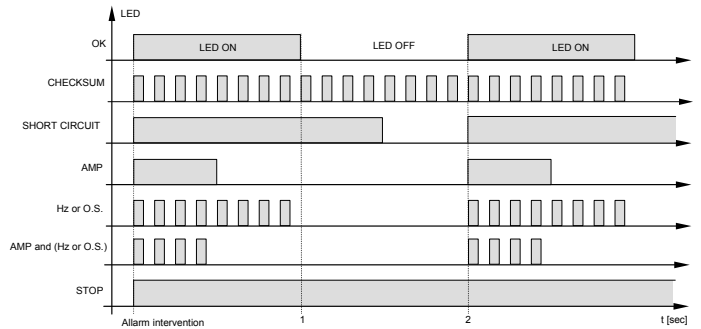 LED
OK
LED ON
LED OFF
LED ON
CHECKSUM
SHORT CIRCUIT
AMP
Hz or O.S.
AMP and (Hz or O.S.)
STOP
Allarm intervention
1
2
t [sec]